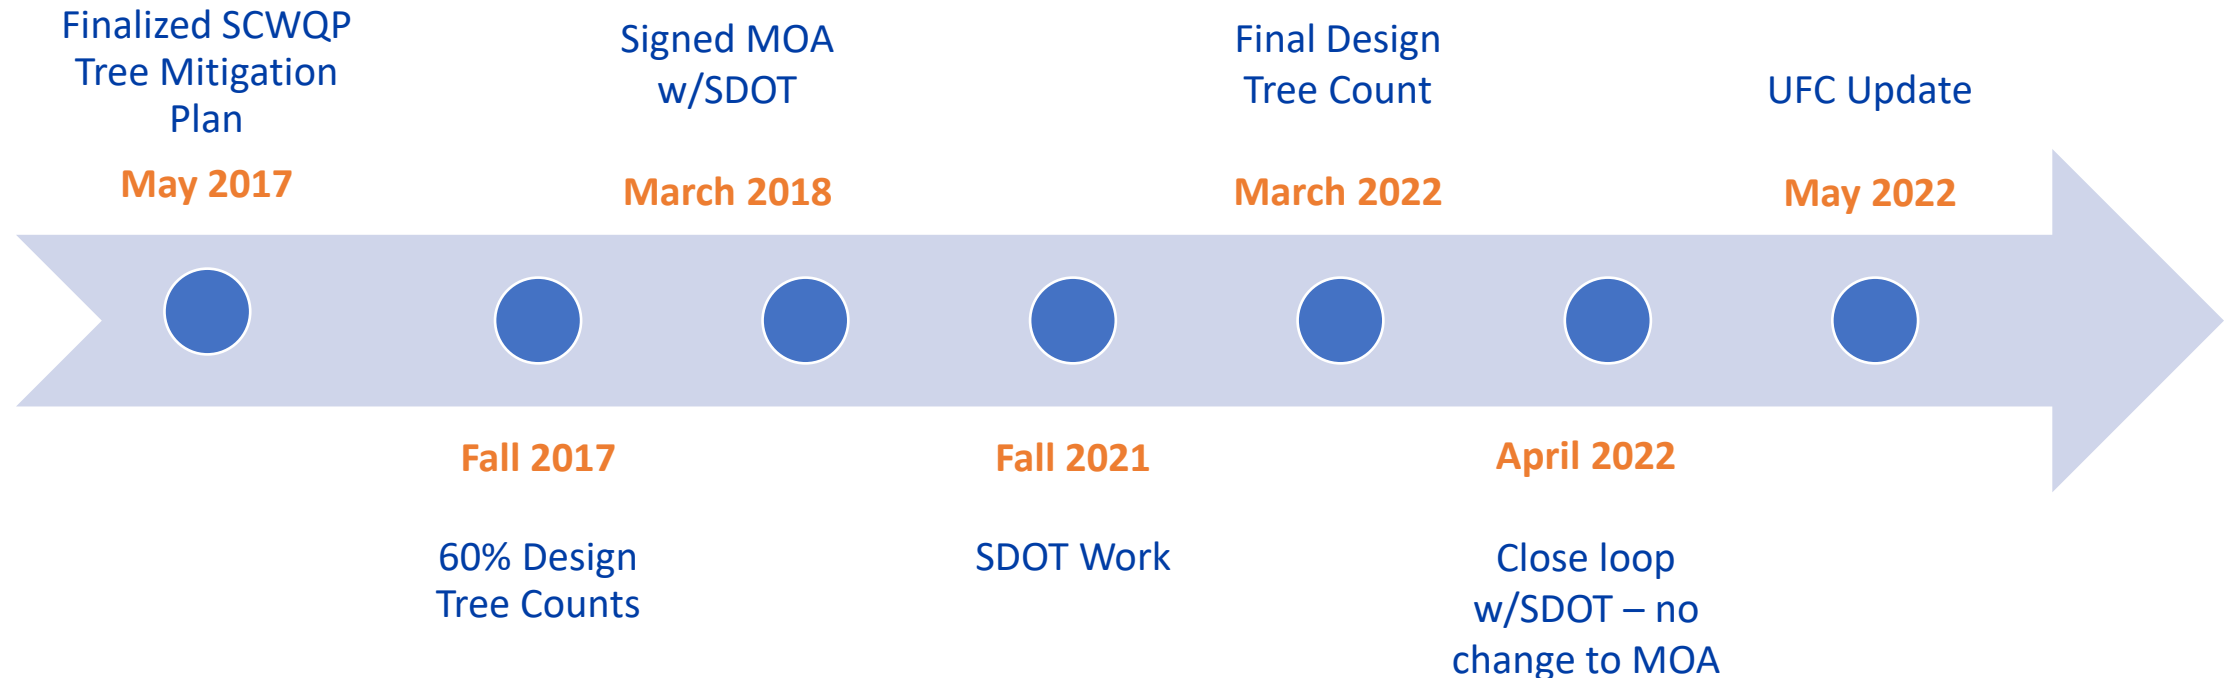 Finalized SCWQP
Tree Mitigation
Plan
May 2017
Signed MOA
w/SDOT
March 2018
Final Design
Tree Count
March 2022
UFC Update
May 2022
Fall 2017
60% Design
Tree Counts
Fall 2021
SDOT Work
April 2022
Close loop
w/SDOT – no
change to MOA